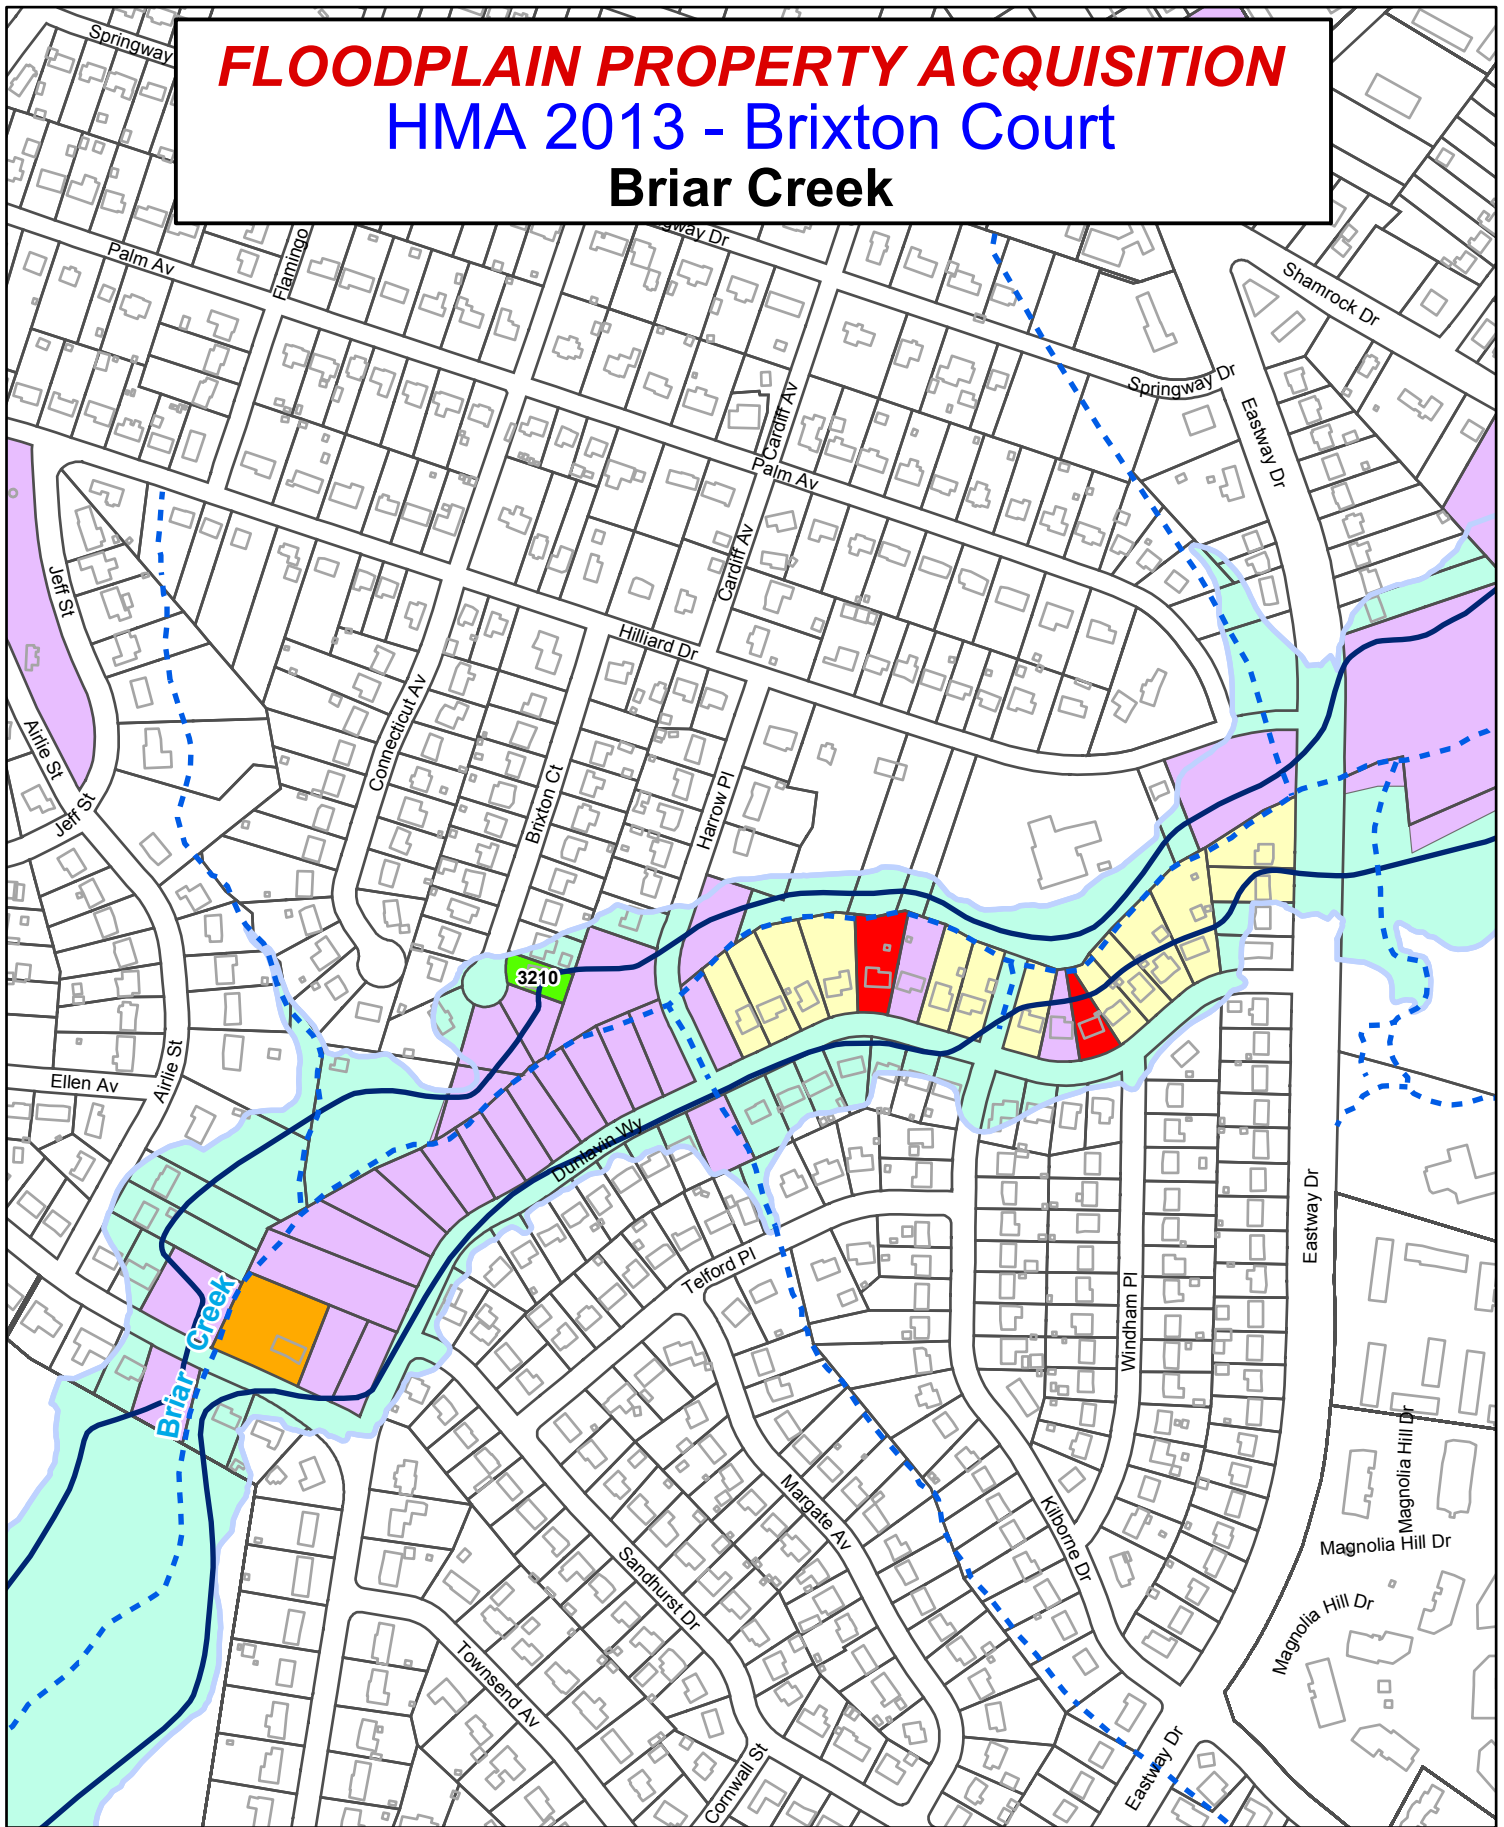 FLOODPLAIN PROPERTY ACQUISITION
HMA 2013 - Brixton Court
Briar Creek
Springway
gway Dr
Palm Av
Flamingo
Shamrock Dr
Springway Dr
Eastway Dr
Cardiff Av
Palm Av
Cardiff Av
Jeff St
Hilliard Dr
Connecticut Av
Airlie St
Jeff St
Brixton Ct
Harrow Pl
3210
Airlie St
Ellen Av
Dunlavin Wy
Eastway Dr
Telford Pl
Windham Pl
Briar Creek
Magnolia Hill Dr
Magnolia Hill Dr
Margate Av
Kilborne Dr
Sandhurst Dr
Magnolia Hill Dr
Townsend Av
Cornwall St
Eastway Dr